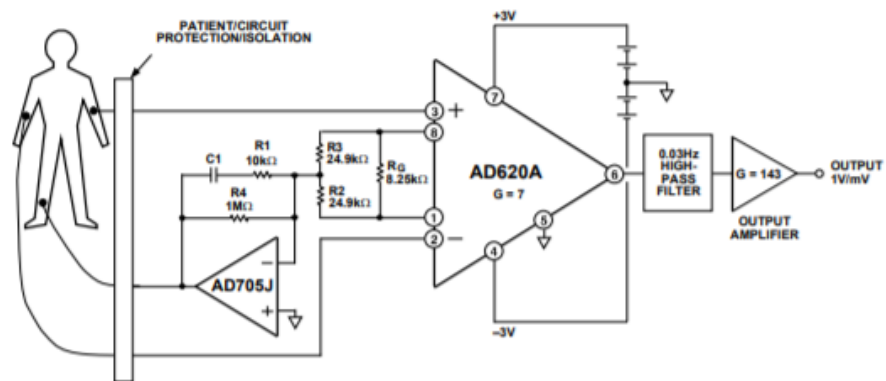 PATIENT/CIRCUIT
PROTECTION/ISOLATION
+3V
3
+
8
R1
10kΩ
C1
R3
24.9kΩ
RG
8.25kΩ
R4
1MΩ
R2
24.9kΩ
1
2
–
7
AD620A
G = 7
6
5
4
0.03Hz
HIGH-
PASS
FILTER
G = 143
OUTPUT
1V/mV
OUTPUT
AMPLIFIER
–
AD705J
+
–3V